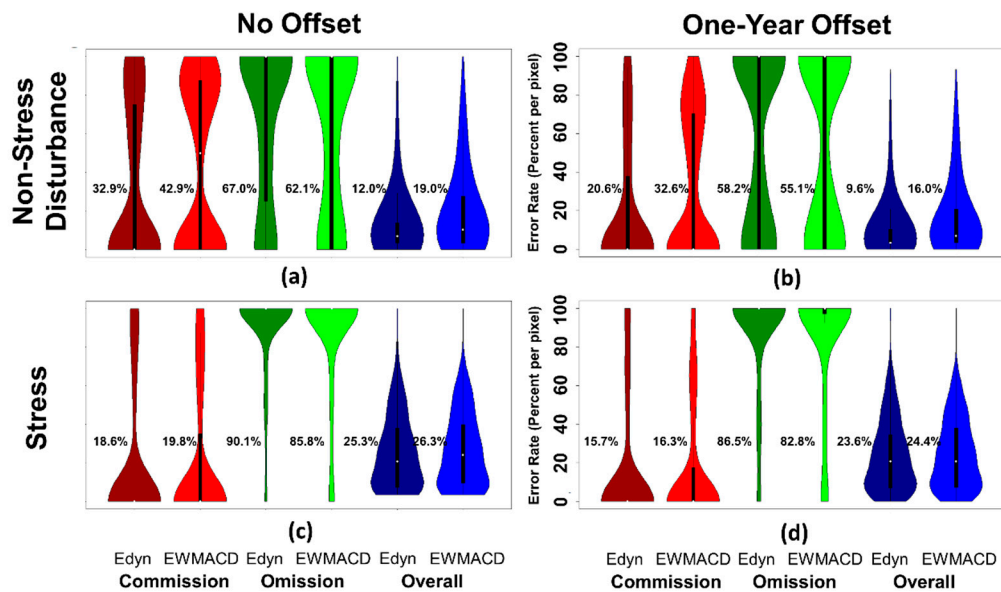 No Offset
One-Year Offset
Non-Stress
Disturbance
32.9%
42.9%
67.0%
62.1%
12.0%
19.0%
(a)
Error Rate (Percent per pixel)
0 20 40 60 80 100
20.6%
32.6%
58.2%
55.1%
9.6%
16.0%
(b)
Stress
18.6%
19.8%
90.1%
85.8%
25.3%
26.3%
(c)
Error Rate (Percent per pixel)
0 20 40 60 80 100
15.7%
16.3%
86.5%
82.8%
23.6%
24.4%
(d)
Edyn EWMACD Edyn EWMACD Edyn EWMACD
Commission Omission Overall
Edyn EWMACD Edyn EWMACD Edyn EWMACD
Commission Omission Overall